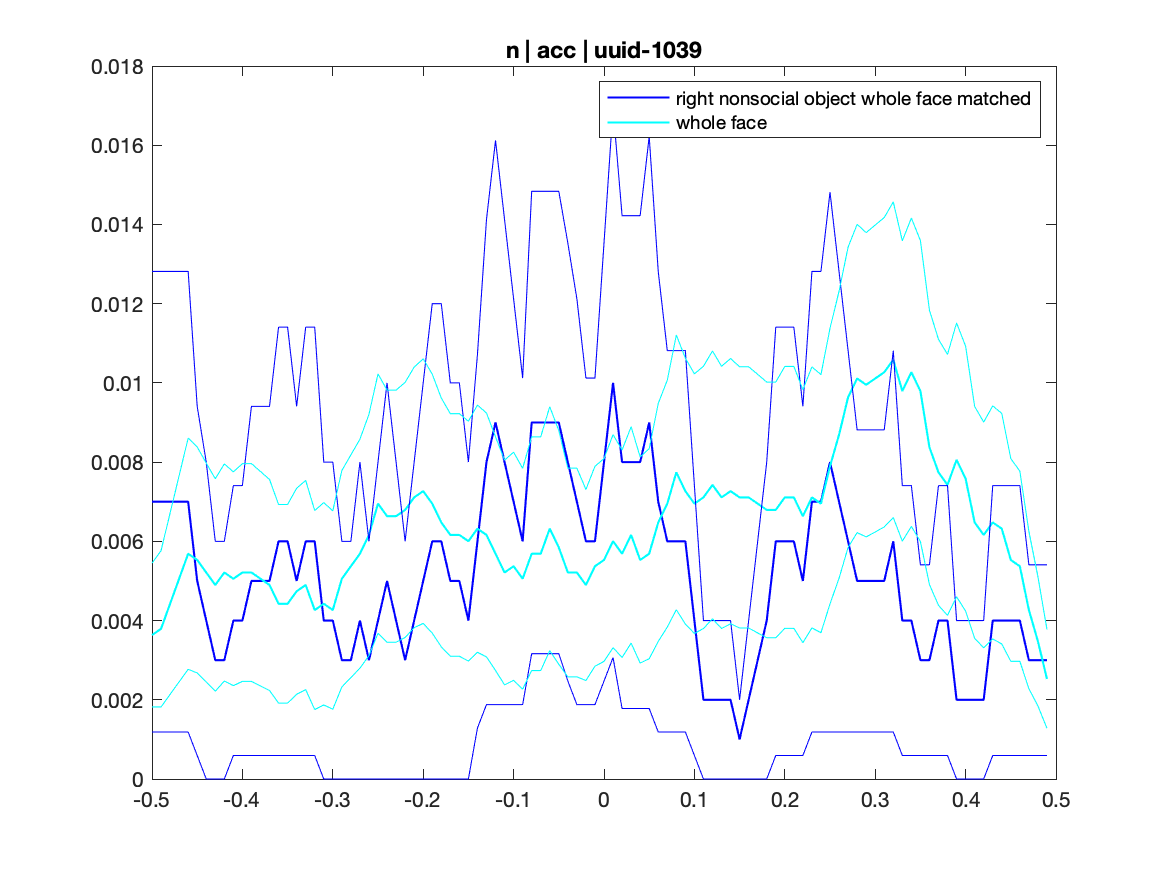 n | acc | uuid-1039
0.018
0.016
0.014
0.012
0.01
0.008
0.006
0.004
0.002
0
right nonsocial object whole face matched
whole face
-0.5 -0.4 -0.3 -0.2 -0.1 0 0.1 0.2 0.3 0.4 0.5